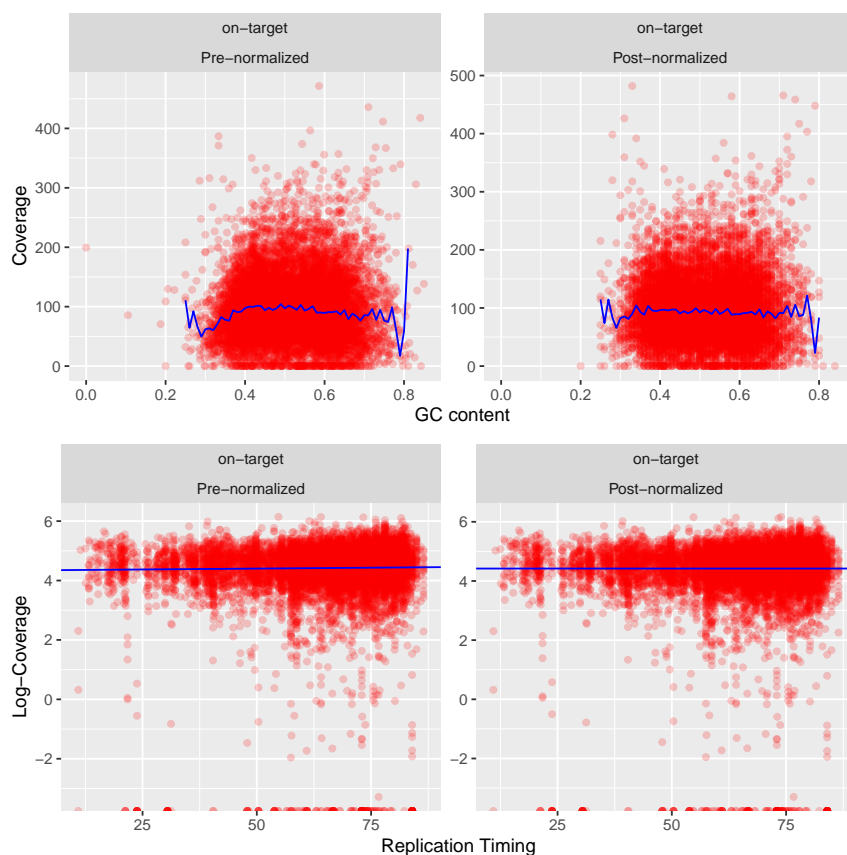 on−target
Pre−normalized
on−target
Post−normalized
Coverage
400
300
200
100
0
500
400
300
200
100
0
0.0 0.2 0.4 0.6 0.8
0.0 0.2 0.4 0.6 0.8
GC content
on−target
Pre−normalized
on−target
Post−normalized
Log−Coverage
6
4
2
0
−2
6
4
2
0
−2
25 50 75
25 50 75
Replication Timing